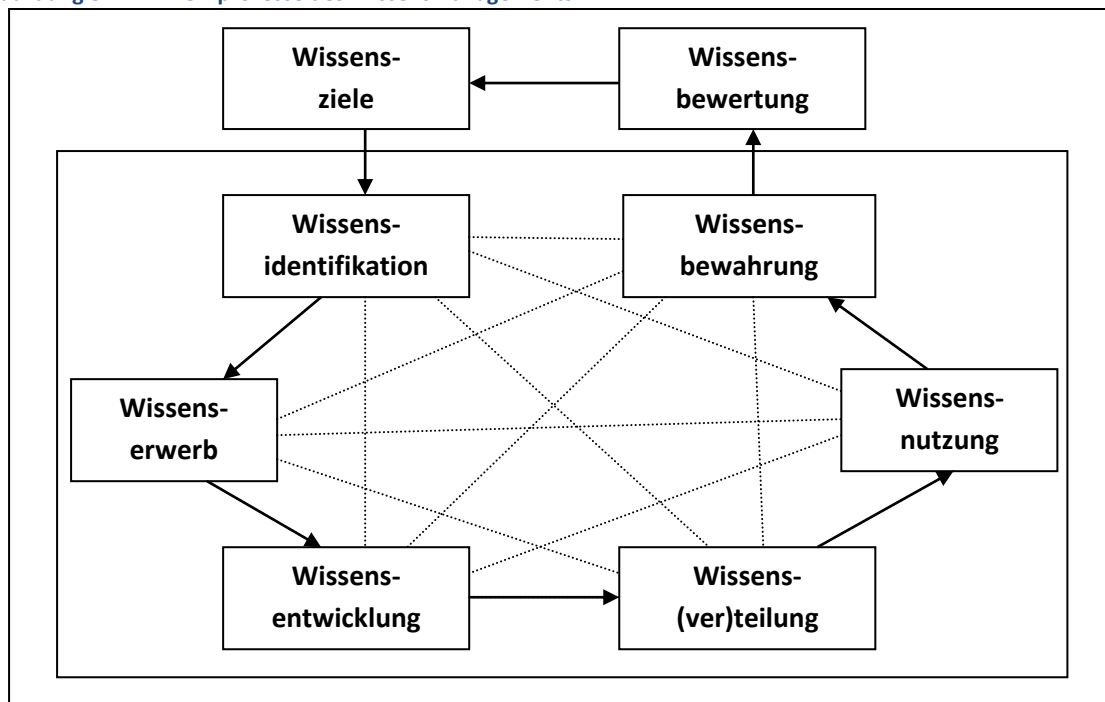 Wissens-
ziele
Wissens-
bewertung
Wissens-
identifikation
Wissens-
bewahrung
Wissens-
erwerb
Wissens-
nutzung
Wissens-
entwicklung
Wissens-
(ver)teilung